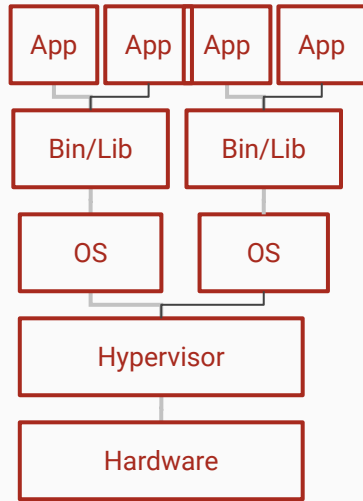 App App App App
Bin/Lib Bin/Lib
OS OS
Hypervisor
Hardware